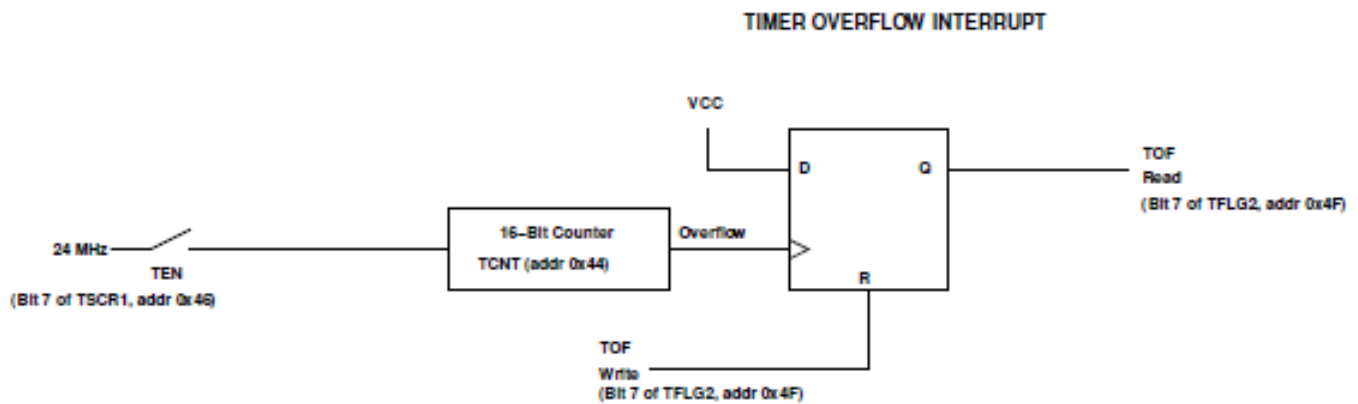 TIMER OVERFLOW INTERRUPT
VCC
D
Q
TOF
Read
(Bit 7 of TFLG2, addr 0x4F)
24 MHz
TEN
(Bit 7 of TSCR1, addr 0x46)
16–Bit Counter
TCNT (addr 0x44)
Overflow
R
TOF
Write
(Bit 7 of TFLG2, addr 0x4F)